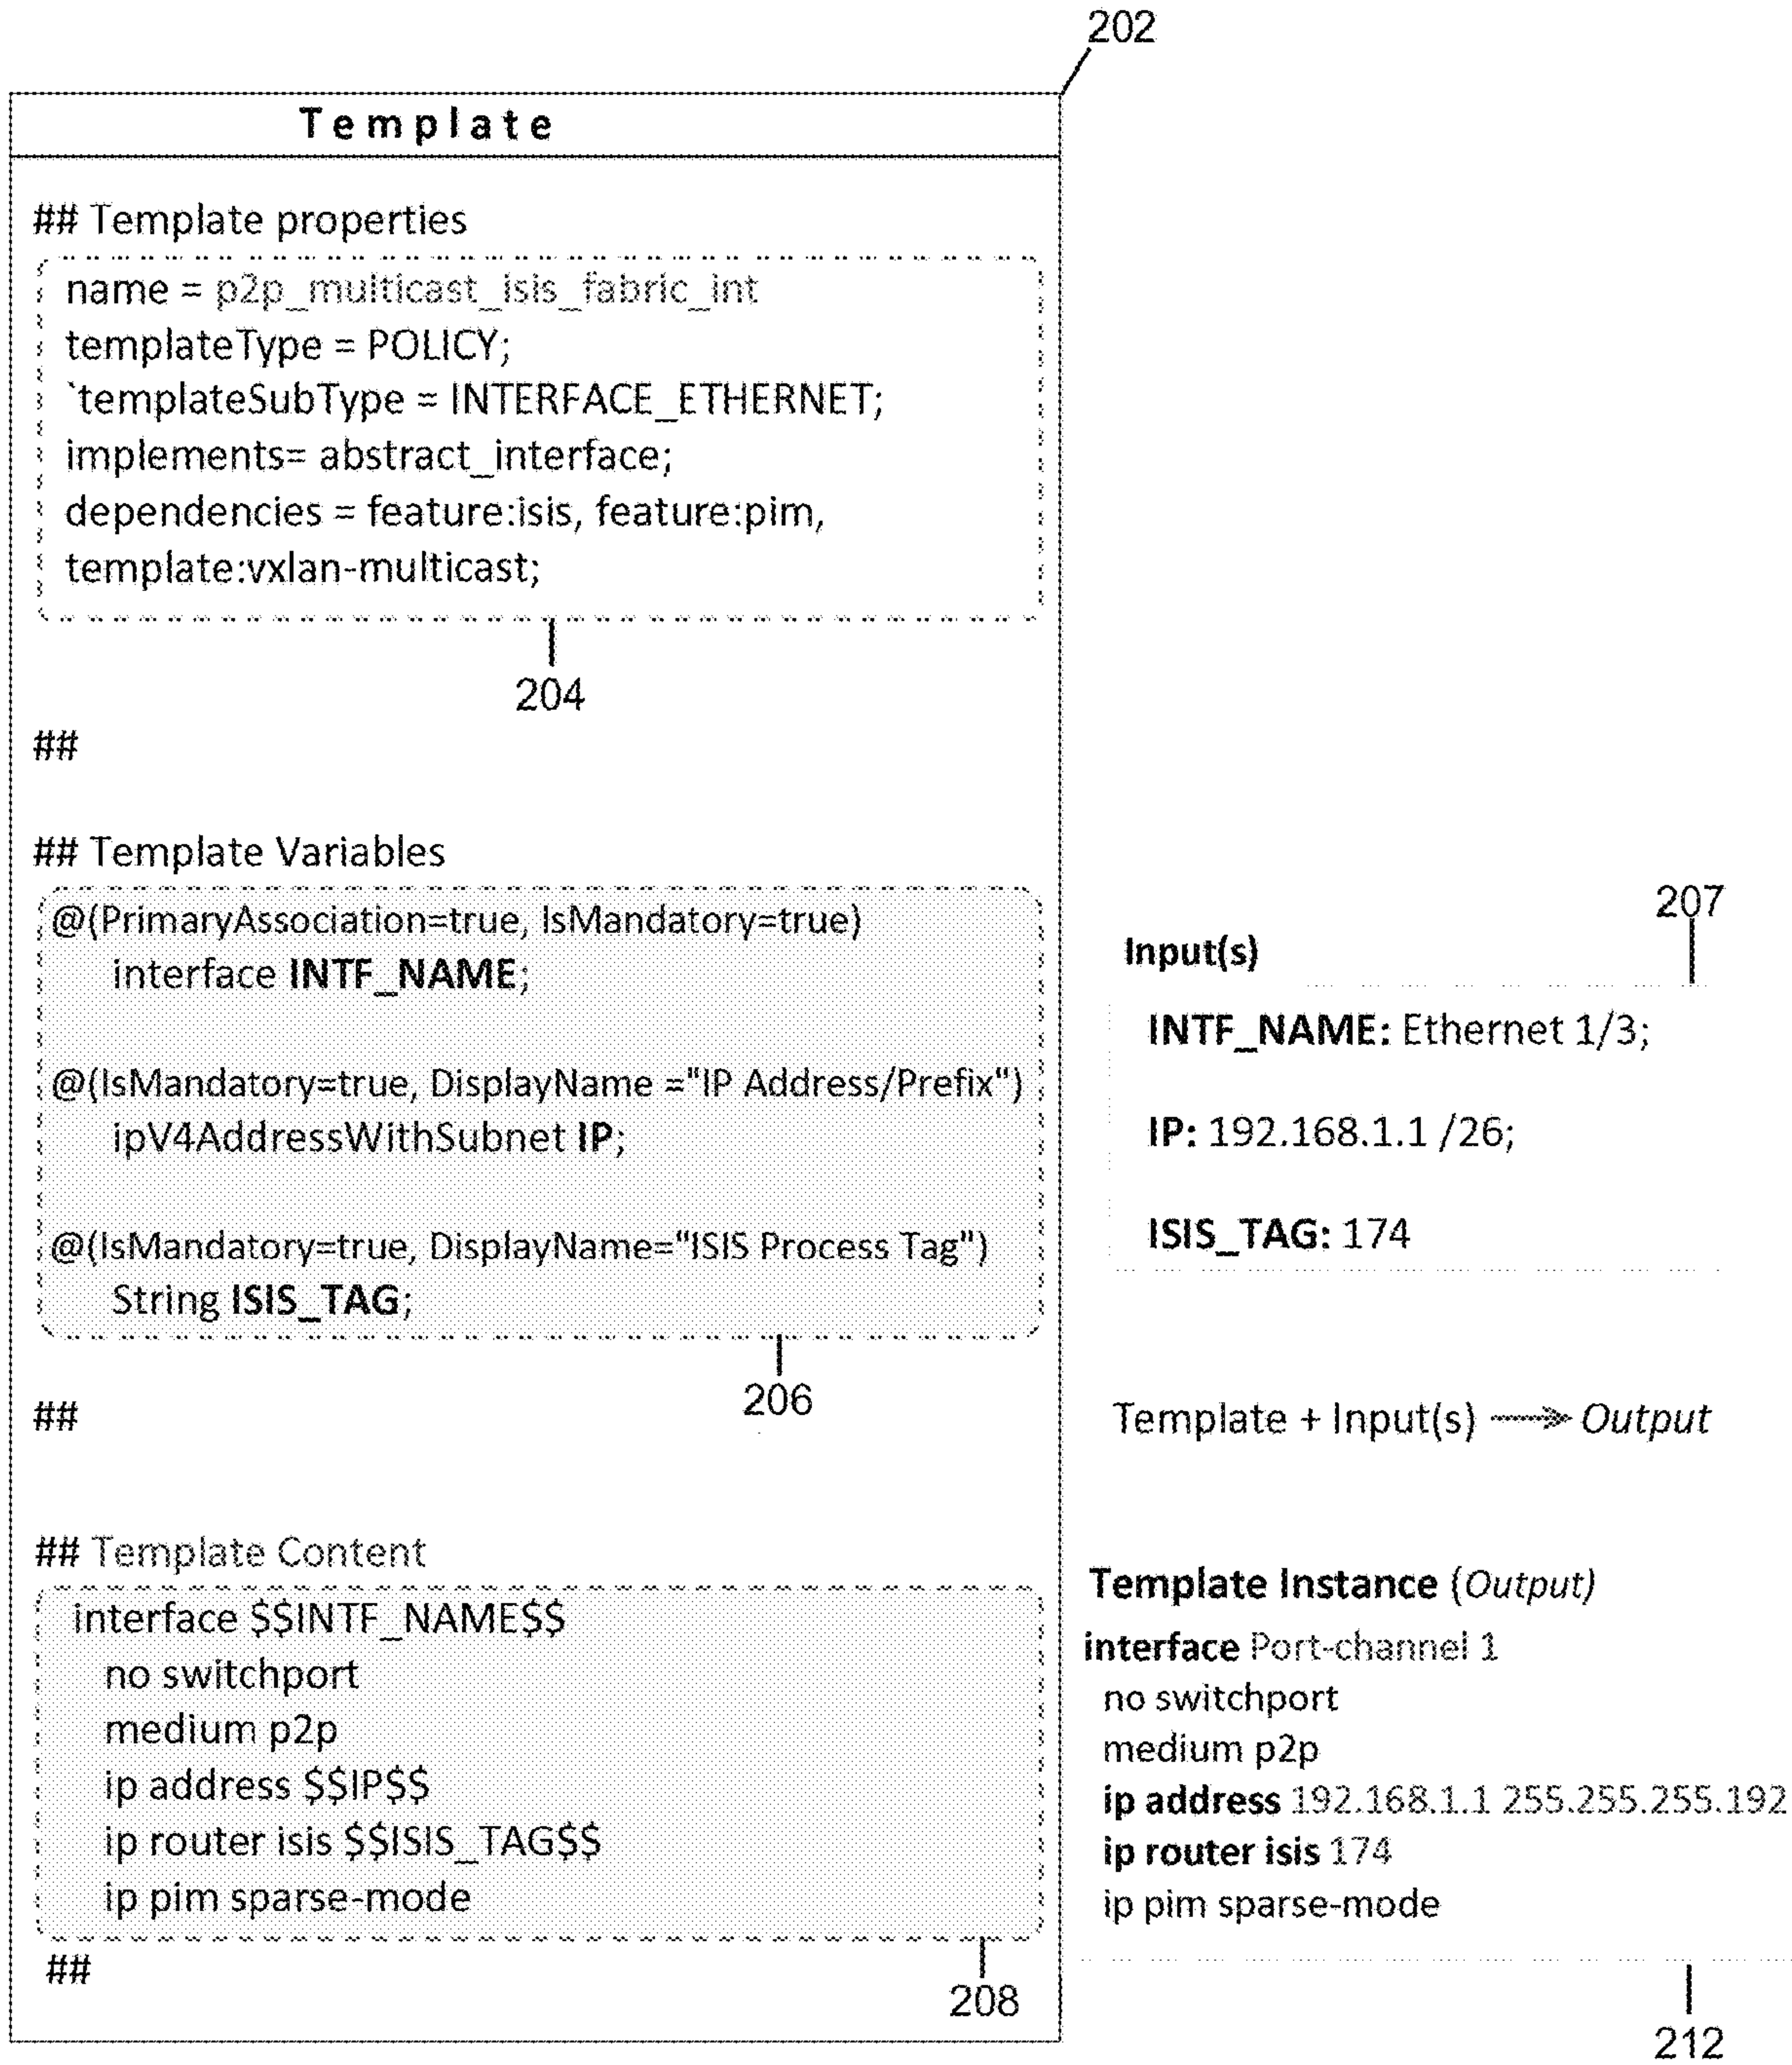 202
Template
## Template properties
name = p2p_multicast_isis_fabric_int
templateType = POLICY;
`templateSubType = INTERFACE_ETHERNET;
implements= abstract_interface;
dependencies = feature:isis, feature:pim,
template:vxlan-multicast;
204
##
## Template Variables
@(PrimaryAssociation=true, IsMandatory=true)
interface INTF_NAME;
@(IsMandatory=true, DisplayName ="IP Address/Prefix")
ipV4AddressWithSubnet IP;
@(IsMandatory=true, DisplayName="ISIS Process Tag")
String ISIS_TAG;
206
##
## Template Content
interface $$INTF_NAME$$
no switchport
medium p2p
ip address $$IP$$
ip router isis $$ISIS_TAG$$
ip pim sparse-mode
##
208
207
Input(s)
INTF_NAME: Ethernet 1/3;
IP: 192.168.1.1 /26;
ISIS_TAG: 174
Template + Input(s) → Output
Template Instance (Output)
interface Port-channel 1
no switchport
medium p2p
ip address 192.168.1.1 255.255.255.192
ip router isis 174
ip pim sparse-mode
212